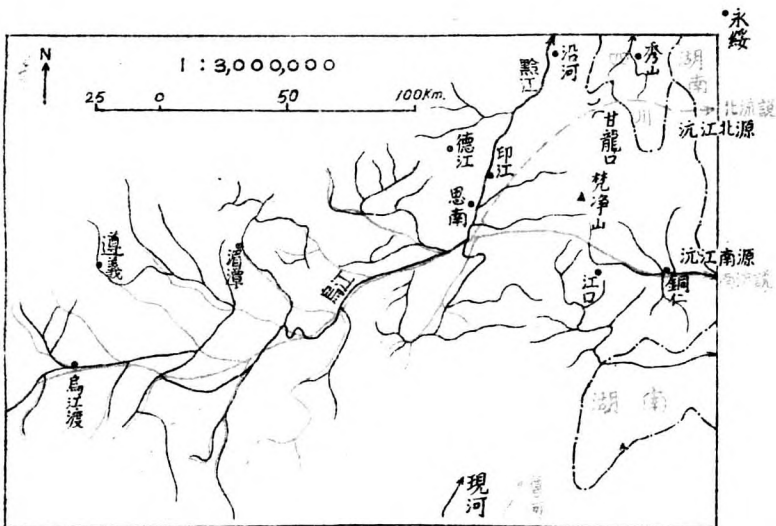 永綏
N
1 : 3,000,000
25 0 50 100Km.
黔江
沿河
秀山
湖南
四川
北流説
沅江北源
甘龍口
德江
印江
思南
梵淨山
遵義
湄潭
烏江
沅江南源
南流説
江口
銅仁
烏江渡
湖南
現河